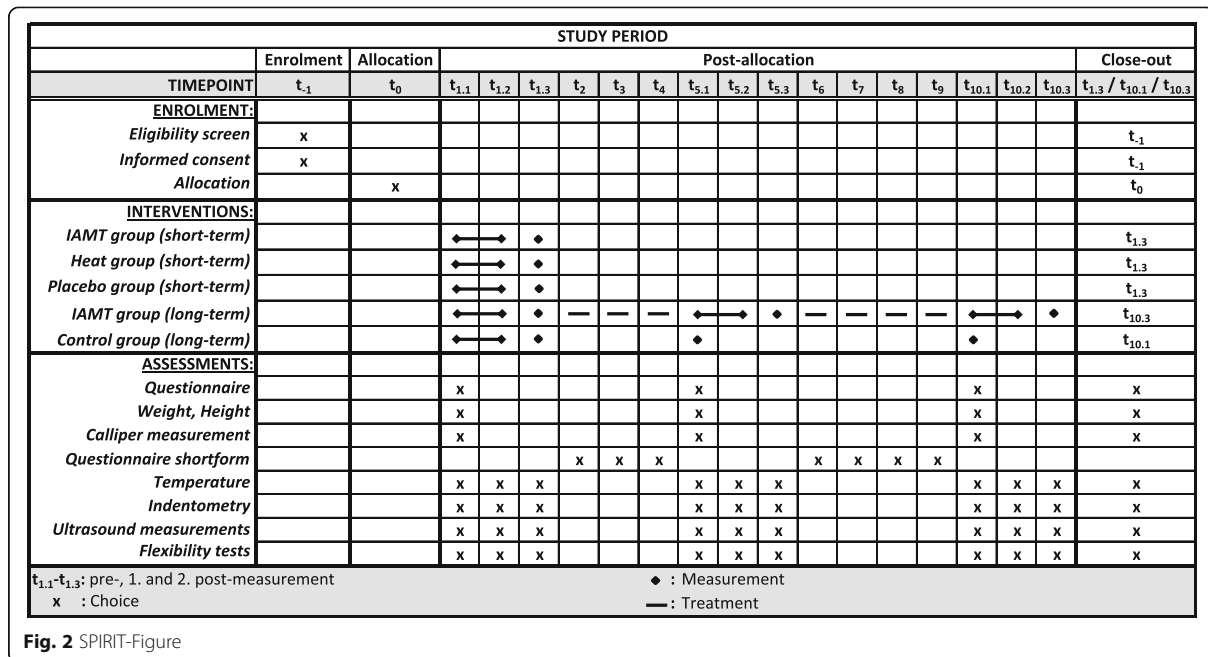 STUDY PERIOD
Enrolment Allocation Post-allocation Close-out
TIMEPOINT t-1 t0 t1.1 t1.2 t1.3 t2 t3 t4 t5.1 t5.2 t5.3 t6 t7 t8 t9 t10.1 t10.2 t10.3 t1.3 / t10.1 / t10.3
ENROLMENT:
Eligibility screen x t-1
Informed consent x t-1
Allocation x t0
INTERVENTIONS:
IAMT group (short-term) t1.3
Heat group (short-term) t1.3
Placebo group (short-term) t1.3
IAMT group (long-term) t10.3
Control group (long-term) t10.1
ASSESSMENTS:
Questionnaire x x x x
Weight, Height x x x x
Calliper measurement x x x x
Questionnaire shortform x x x x x x x
Temperature x x x x x x x x x x
Indentometry x x x x x x x x x x
Ultrasound measurements x x x x x x x x x x
Flexibility tests x x x x x x x x x x
t1.1-t1.3: pre-, 1. and 2. post-measurement ◆ : Measurement
x : Choice — : Treatment
Fig. 2 SPIRIT-Figure